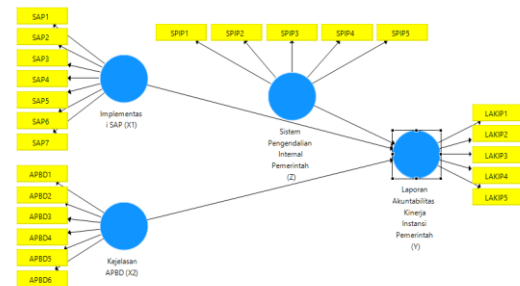 SAP1
SAP2
SAP3
SAP4
SAP5
SAP6
SAP7
Implementas
i SAP (X1)
SPIP1
SPIP2
SPIP3
SPIP4
SPIP5
Sistem
Pengendalian
Internal
Pemerintah
(Z)
APBD1
APBD2
APBD3
APBD4
APBD5
APBD6
Kejelasan
APBD (X2)
LAKIP1
LAKIP2
LAKIP3
LAKIP4
LAKIP5
Laporan
Akuntabilitas
Kinerja
Instansi
Pemerintah
(Y)